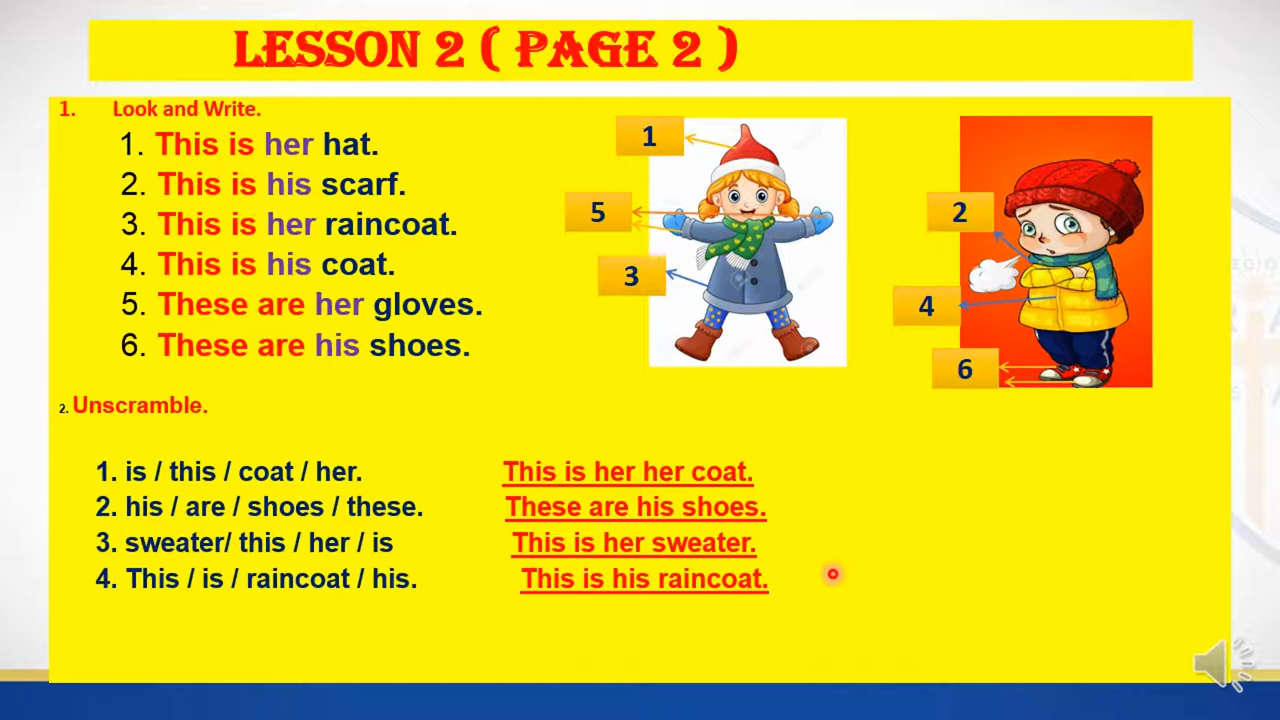 LESSON 2 ( PAGE 2 )
1. Look and Write.
1. This is her hat.
2. This is his scarf.
3. This is her raincoat.
4. This is his coat.
5. These are her gloves.
6. These are his shoes.
1
5
3
2
4
6
2. Unscramble.
1. is / this / coat / her. This is her her coat.
2. his / are / shoes / these. These are his shoes.
3. sweater/ this / her / is This is her sweater.
4. This / is / raincoat / his. This is his raincoat.